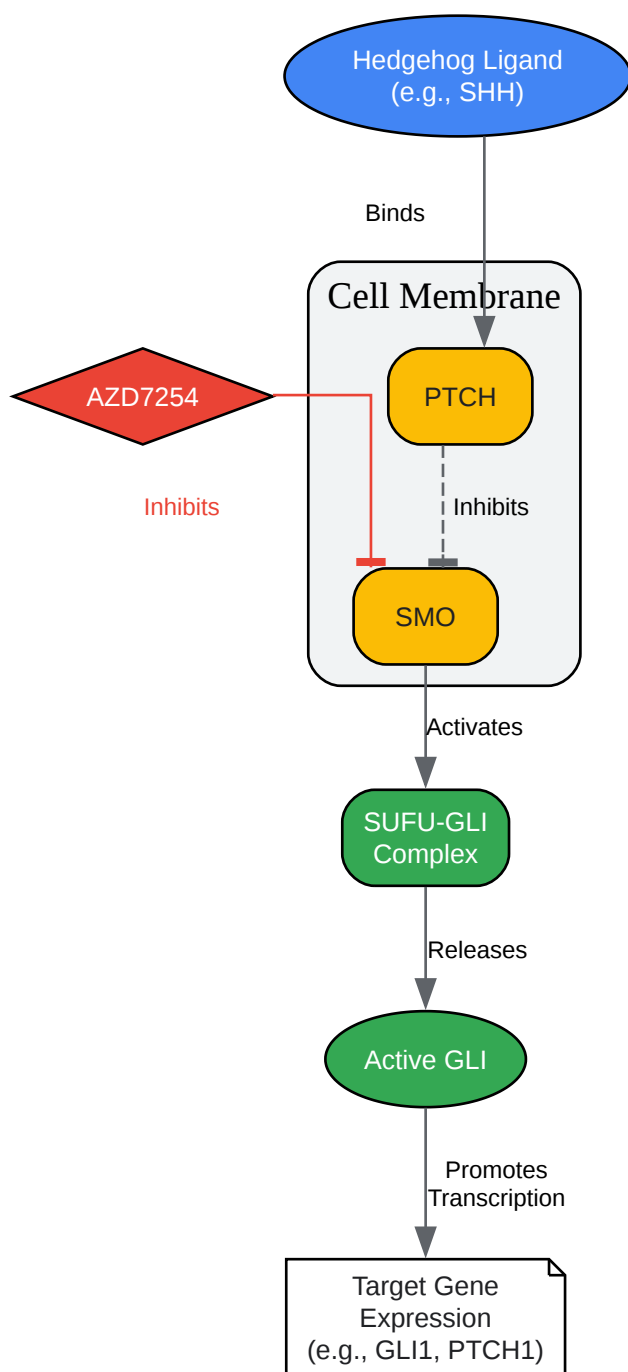 Hedgehog Ligand
(e.g., SHH)
Binds
Cell Membrane
AZD7254
PTCH
Inhibits
Inhibits
SMO
Activates
SUFU-GLI
Complex
Releases
Active GLI
Promotes
Transcription
Target Gene
Expression
(e.g., GLI1, PTCH1)